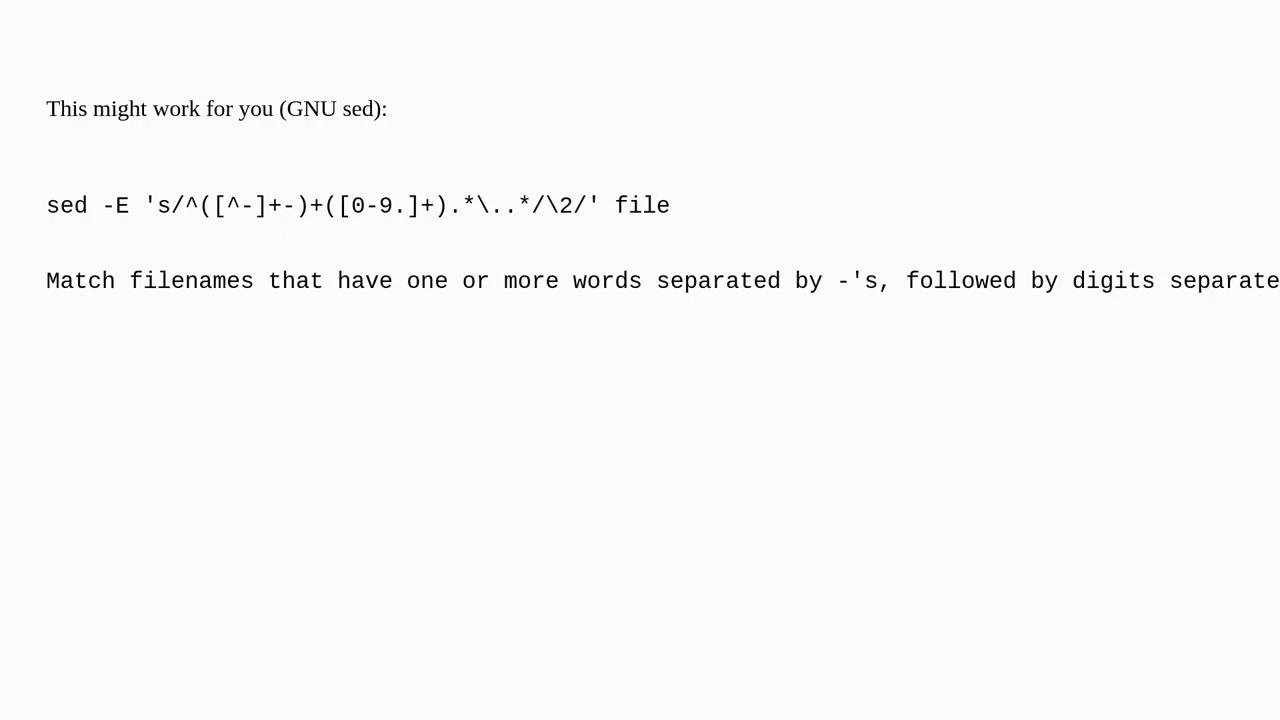 This might work for you (GNU sed):
sed -E 's/^([^-]+-)+([0-9.]+).*\..*/\2/' file
Match filenames that have one or more words separated by -'s, followed by digits separate